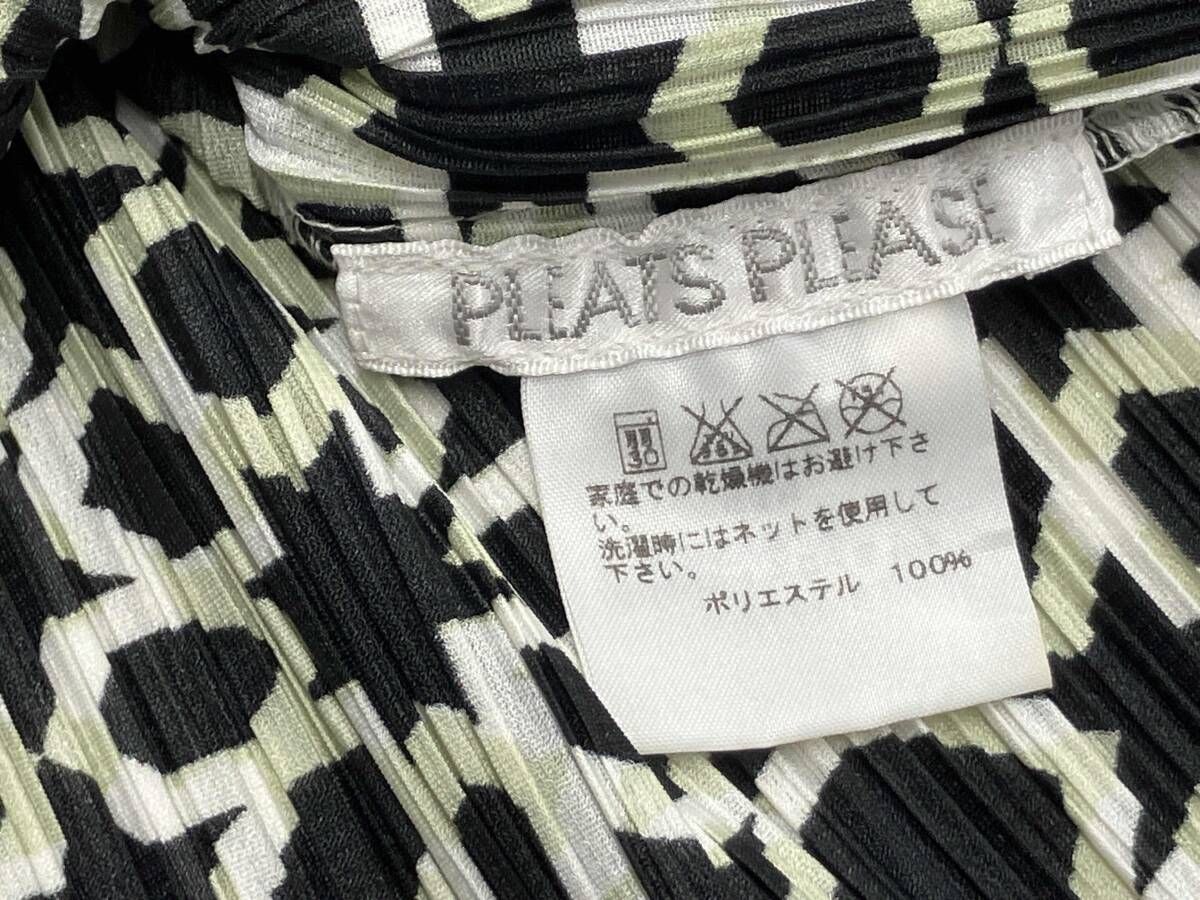 PLEATS PLEASE
30
家庭での乾燥機はお避け下さ
い。
洗濯時にはネットを使用して
下さい。
ポリエステル 100%